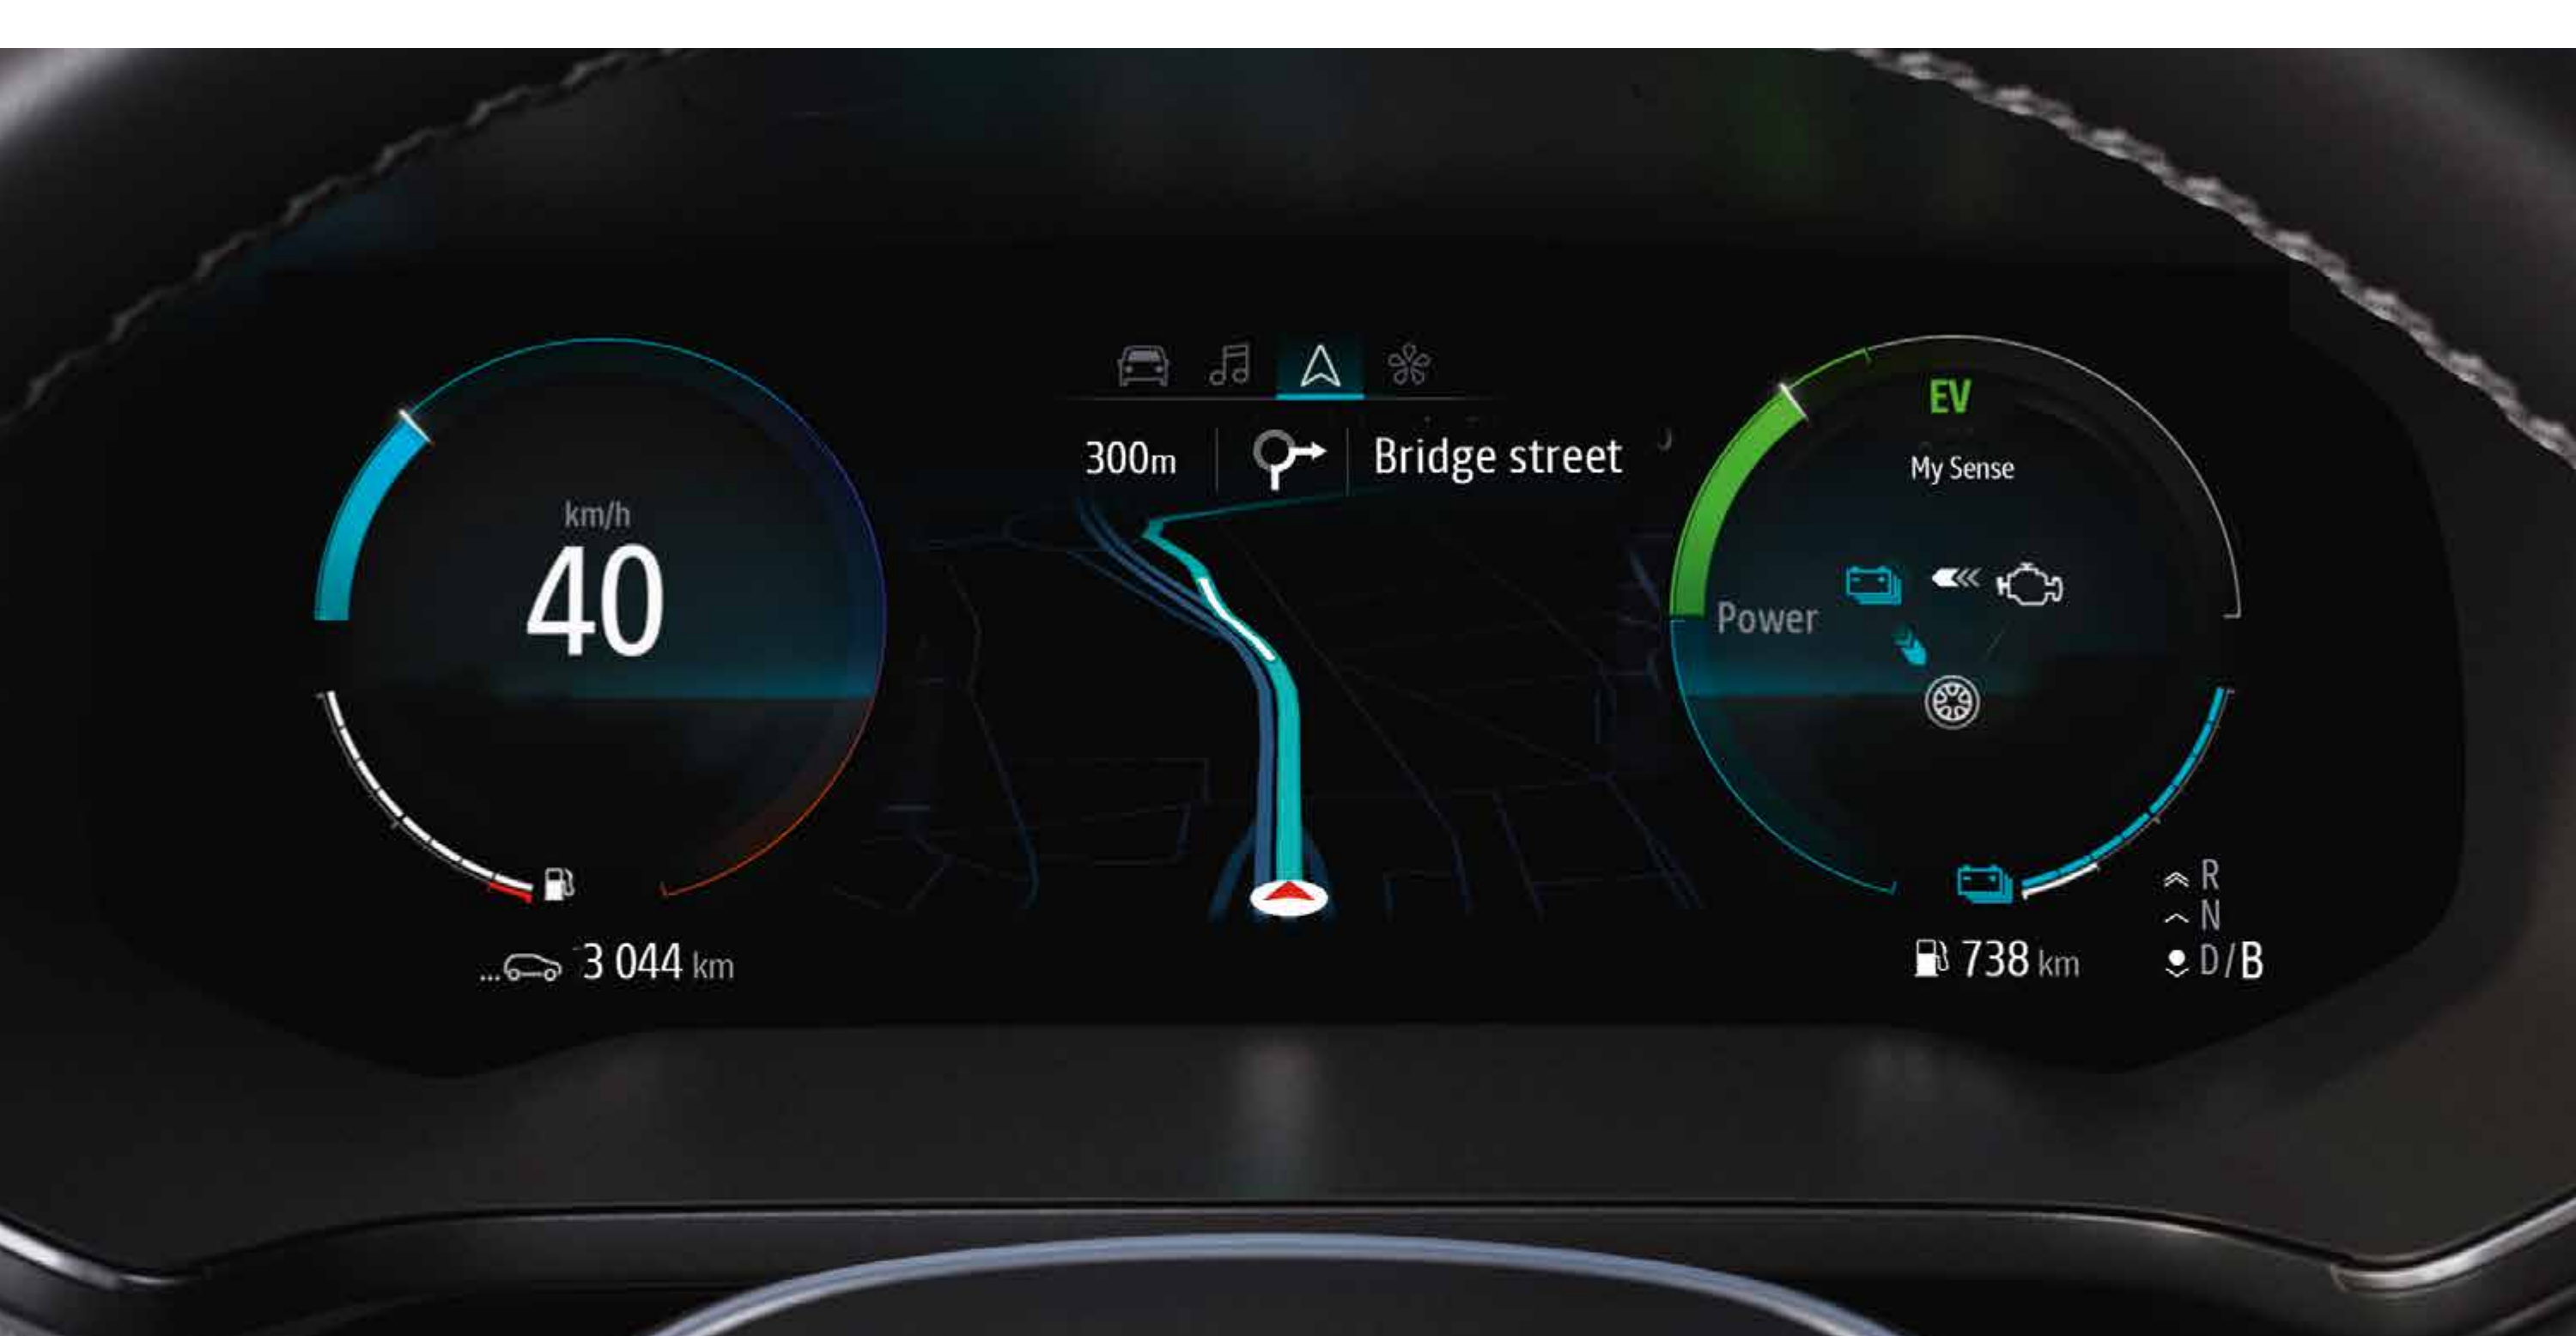 300m
Bridge street
EV
My Sense
km/h
40
Power
R
N
D/B
3 044 km
738 km